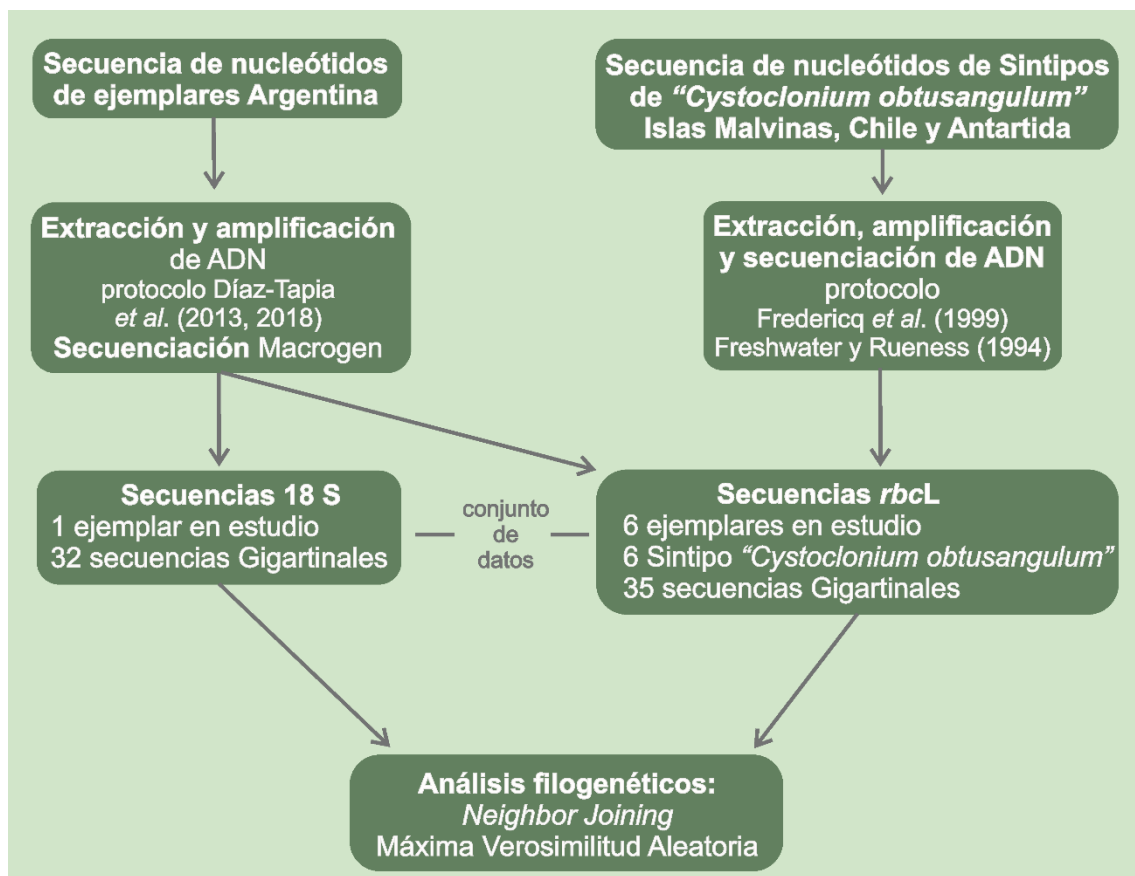 Secuencia de nucleótidos
de ejemplares Argentina
Secuencia de nucleótidos de Sintipos
de “Cystoclonium obtusangulum”
Islas Malvinas, Chile y Antartida
Extracción y amplificación
de ADN
protocolo Díaz-Tapia
et al. (2013, 2018)
Secuenciación Macrogen
Extracción, amplificación
y secuenciación de ADN
protocolo
Fredericq et al. (1999)
Freshwater y Rueness (1994)
Secuencias 18 S
1 ejemplar en estudio
32 secuencias Gigartinales
conjunto
de
datos
Secuencias rbcL
6 ejemplares en estudio
6 Sintipo “Cystoclonium obtusangulum”
35 secuencias Gigartinales
Análisis filogenéticos:
Neighbor Joining
Máxima Verosimilitud Aleatoria